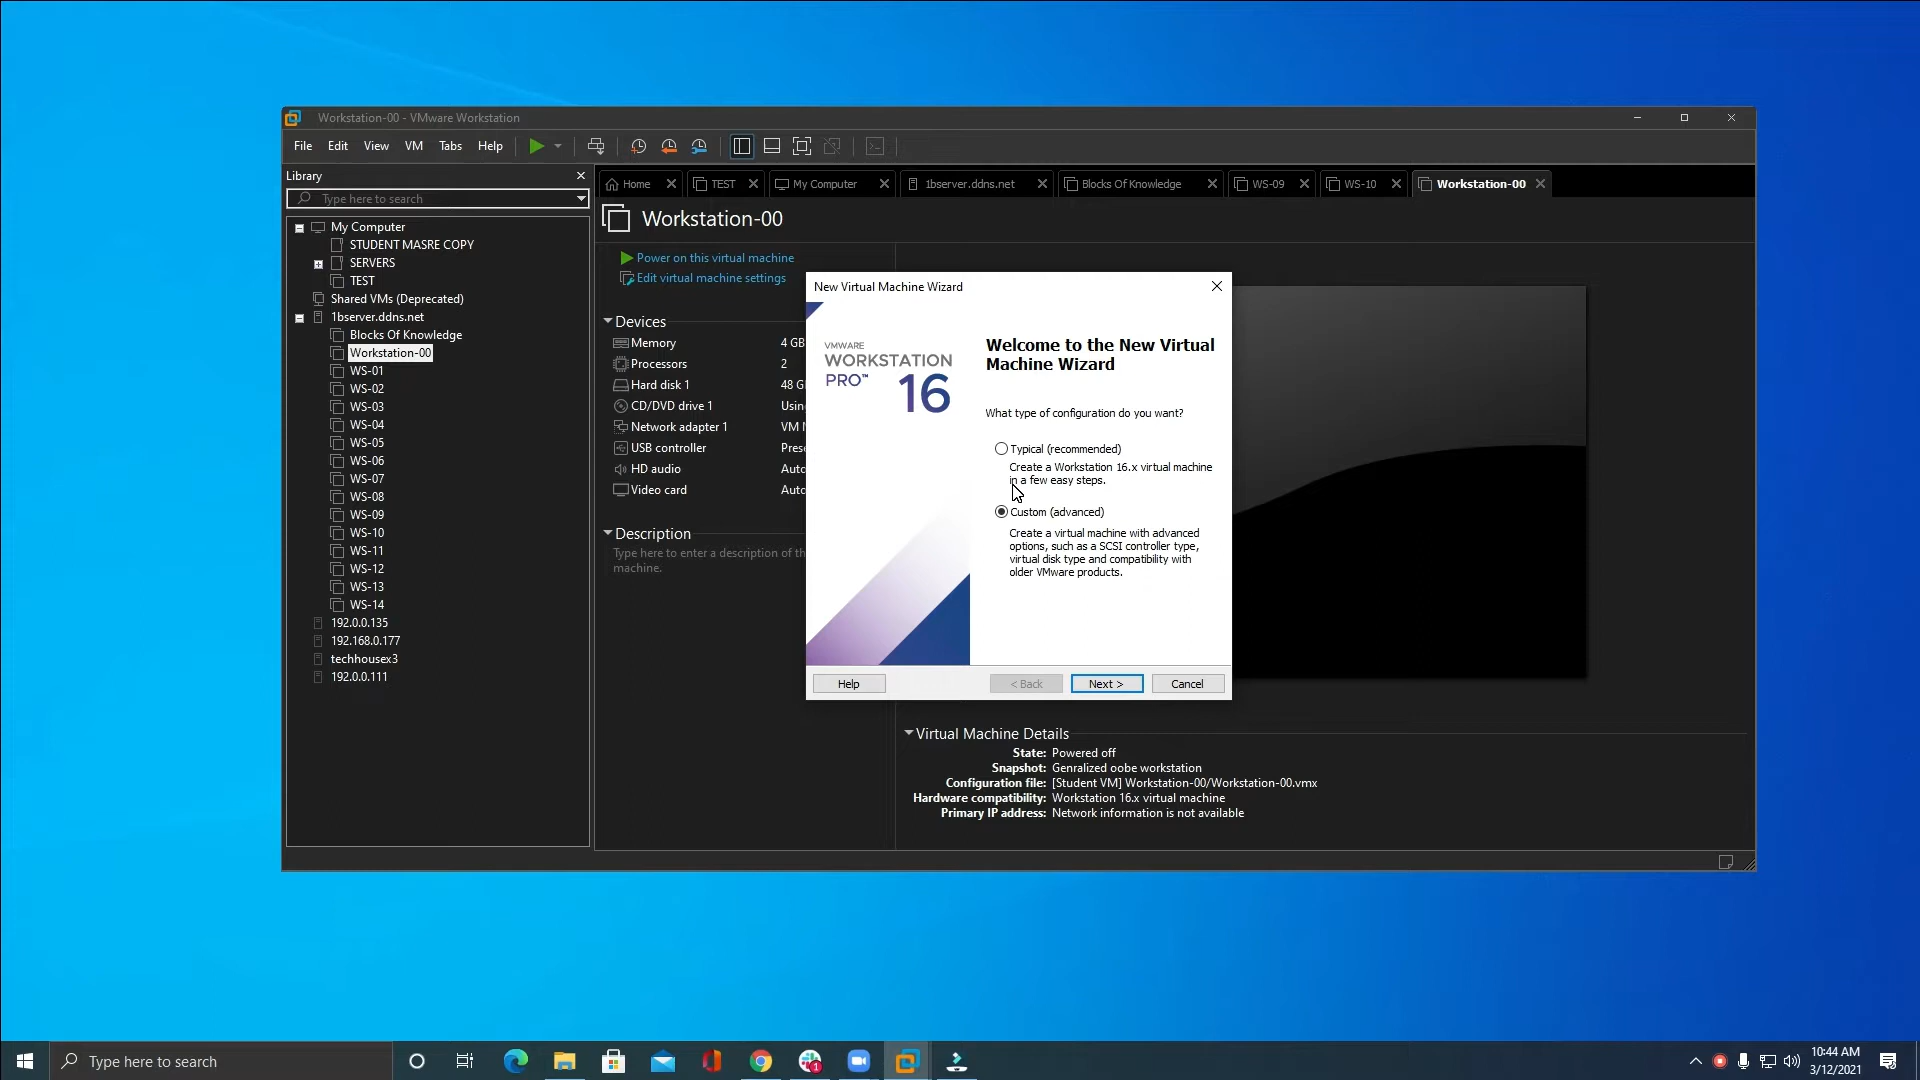 Workstation-00 - VMware Workstation
File Edit View VM Tabs Help
Library
Type here to search
My Computer
STUDENT MASRE COPY
SERVERS
TEST
Shared VMs (Deprecated)
1bserver.ddns.net
Blocks Of Knowledge
Workstation-00
WS-01
WS-02
WS-03
WS-04
WS-05
WS-06
WS-07
WS-08
WS-09
WS-10
WS-11
WS-12
WS-13
WS-14
192.0.0.135
192.168.0.177
techhousex3
192.0.0.111
Home TEST My Computer 1bserver.ddns.net Blocks Of Knowledge WS-09 WS-10 Workstation-00
Workstation-00
Power on this virtual machine
Edit virtual machine settings
Devices
Memory 4 GB
Processors 2
Hard disk 1 48 G
CD/DVD drive 1 Usin
Network adapter 1 VM
USB controller Prese
HD audio Auto
Video card Auto
Description
Type here to enter a description of th
machine.
New Virtual Machine Wizard
VMWARE
WORKSTATION
PRO™ 16
Welcome to the New Virtual
Machine Wizard
What type of configuration do you want?
Typical (recommended)
Create a Workstation 16.x virtual machine
in a few easy steps.
Custom (advanced)
Create a virtual machine with advanced
options, such as a SCSI controller type,
virtual disk type and compatibility with
older VMware products.
Help < Back Next > Cancel
Virtual Machine Details
State: Powered off
Snapshot: Genralized oobe workstation
Configuration file: [Student VM] Workstation-00/Workstation-00.vmx
Hardware compatibility: Workstation 16.x virtual machine
Primary IP address: Network information is not available
Type here to search
1
10:44 AM
3/12/2021